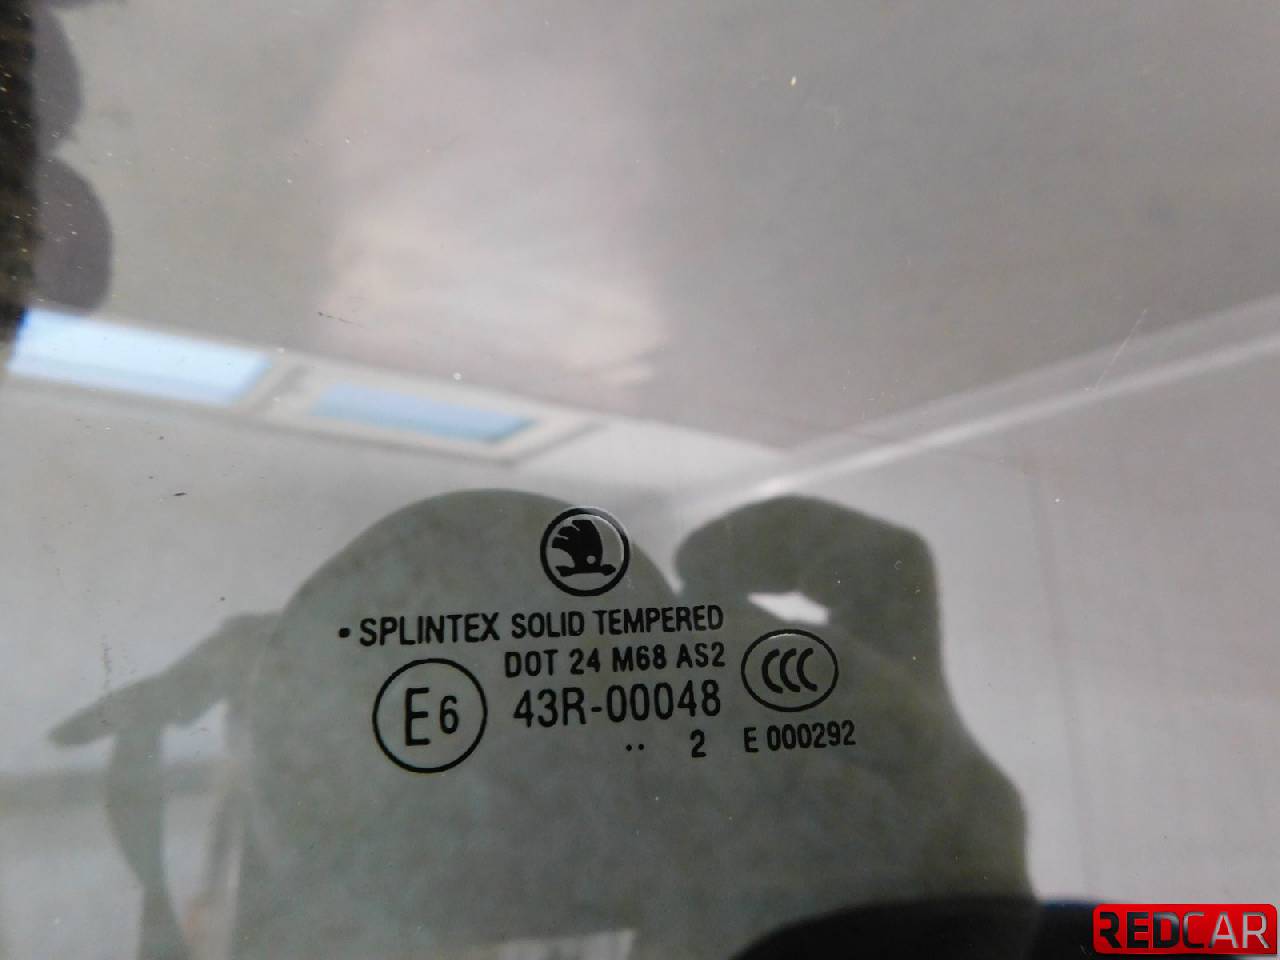 • SPLINTEX SOLID TEMPERED
DOT 24 M68 AS2
CCC
E6
43R-00048
.. 2
E 000292
REDCAR